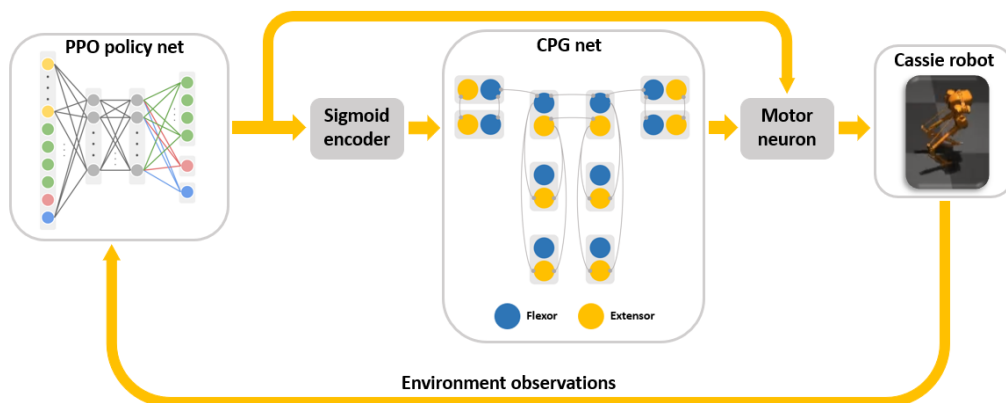 PPO policy net
CPG net
Cassie robot
Sigmoid
encoder
Motor
neuron
Flexor
Extensor
Environment observations